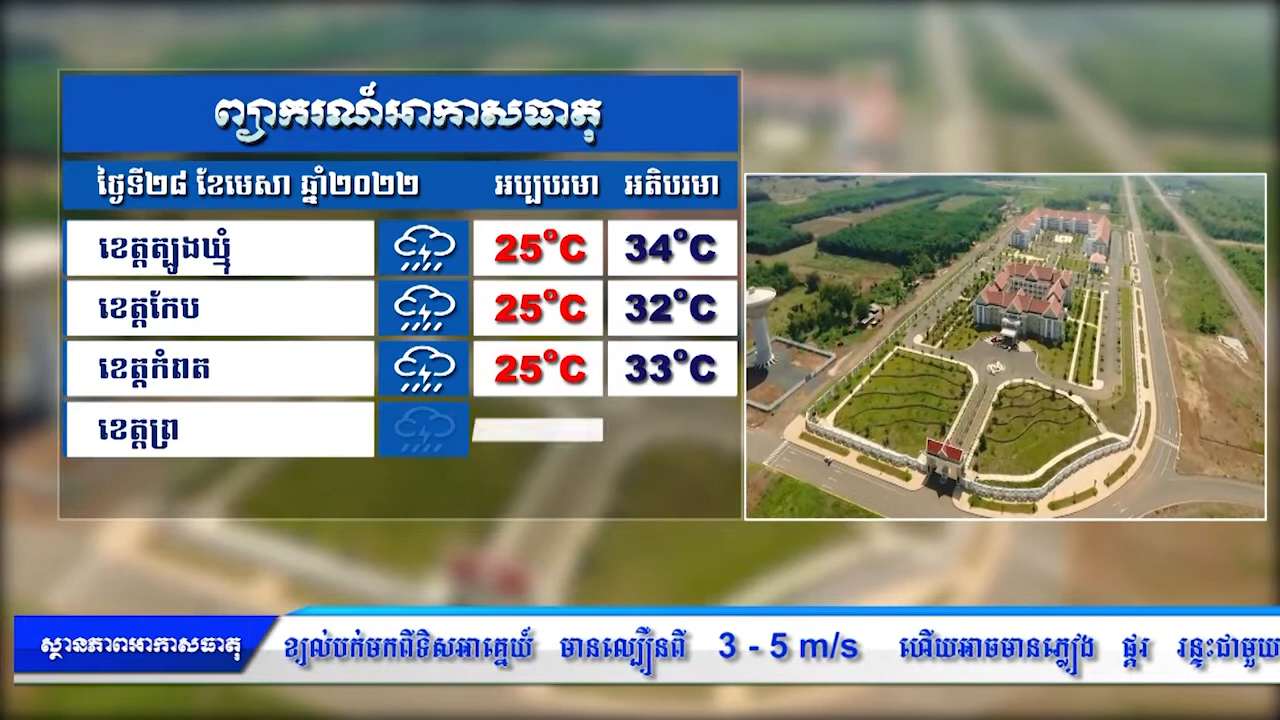 ព្យាករណ៍អាកាសធាតុ
ថ្ងៃទី២៨ ខែមេសា ឆ្នាំ២០២២ អប្បបរមា អតិបរមា
ខេត្តត្បូងឃ្មុំ 25°C 34°C
ខេត្តកែប 25°C 32°C
ខេត្តកំពត 25°C 33°C
ខេត្តព្រ
ស្ថានភាពអាកាសធាតុ ខ្យល់បក់មកពីទិសអាគ្នេយ៍ មានល្បឿនពី 3 - 5 m/s ហើយអាចមានភ្លៀង ផ្គរ រន្ទះជាមួយ